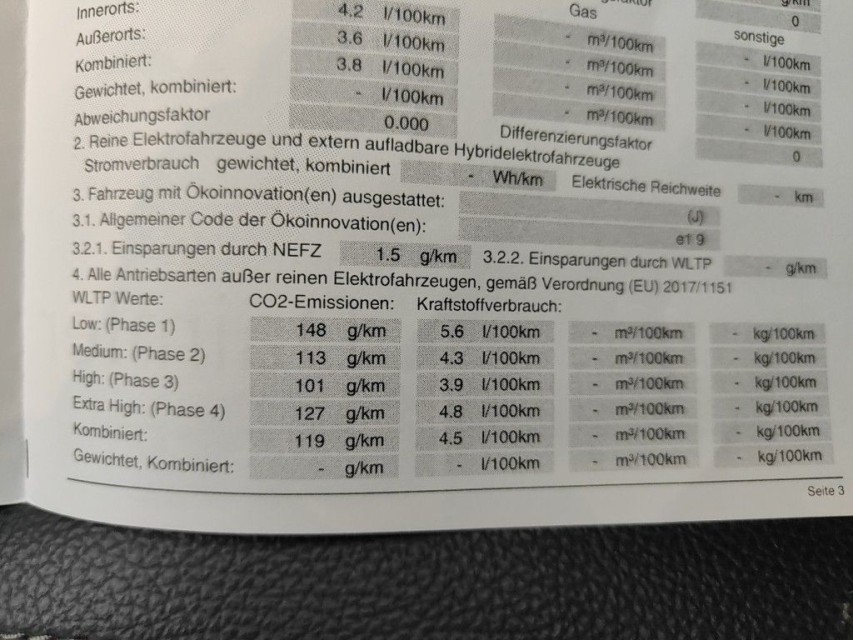 Innerorts: 4.2 l/100km Gas 0
Außerorts: 3.6 l/100km - m³/100km sonstige
Kombiniert: 3.8 l/100km - m³/100km - l/100km
Gewichtet, kombiniert: - l/100km - m³/100km - l/100km
Abweichungsfaktor 0.000 - m³/100km - l/100km
- l/100km
Differenzierungsfaktor 0
2. Reine Elektrofahrzeuge und extern aufladbare Hybridelektrofahrzeuge
Stromverbrauch gewichtet, kombiniert - Wh/km Elektrische Reichweite - km
3. Fahrzeug mit Ökoinnovation(en) ausgestattet: (J)
3.1. Allgemeiner Code der Ökoinnovation(en): e1 9
3.2.1. Einsparungen durch NEFZ 1.5 g/km 3.2.2. Einsparungen durch WLTP - g/km
4. Alle Antriebsarten außer reinen Elektrofahrzeugen, gemäß Verordnung (EU) 2017/1151
WLTP Werte: CO2-Emissionen: Kraftstoffverbrauch:
Low: (Phase 1) 148 g/km 5.6 l/100km - m³/100km - kg/100km
Medium: (Phase 2) 113 g/km 4.3 l/100km - m³/100km - kg/100km
High: (Phase 3) 101 g/km 3.9 l/100km - m³/100km - kg/100km
Extra High: (Phase 4) 127 g/km 4.8 l/100km - m³/100km - kg/100km
Kombiniert: 119 g/km 4.5 l/100km - m³/100km - kg/100km
Gewichtet, Kombiniert: - g/km - l/100km - m³/100km - kg/100km
Seite 3